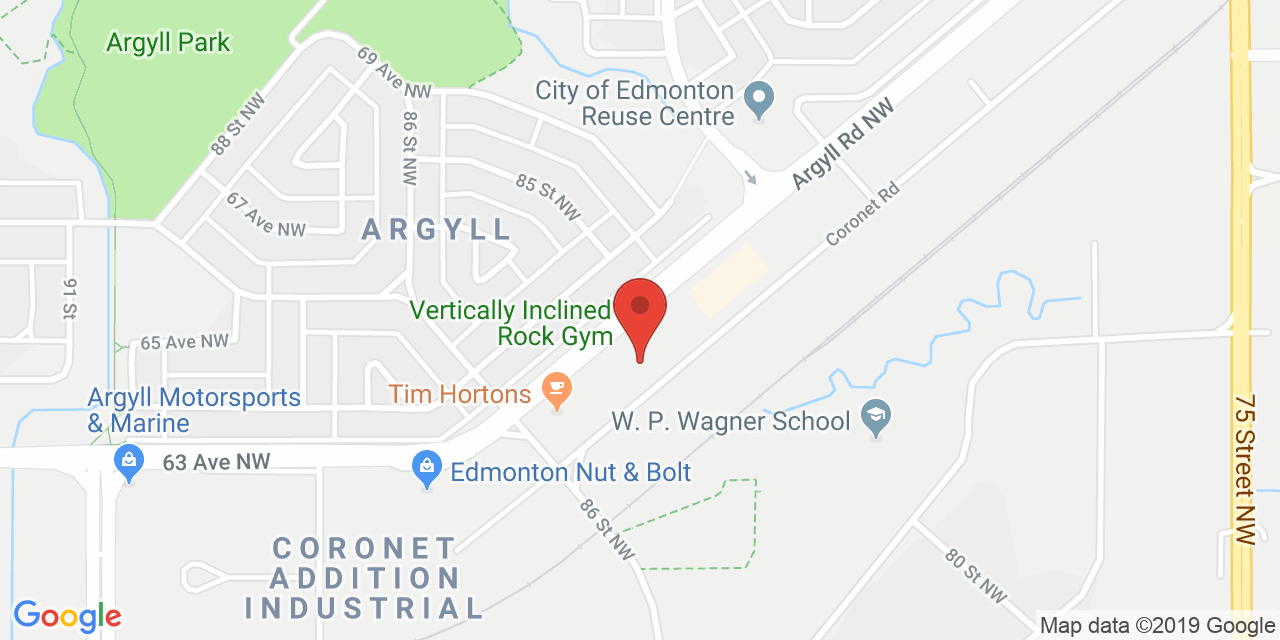 Argyll Park
69 Ave NW
88 St NW
86 St NW
City of Edmonton
Reuse Centre
Argyll Rd NW
85 St NW
67 Ave NW
ARGYLL
Coronet Rd
91 St
Vertically Inclined
Rock Gym
65 Ave NW
Tim Hortons
Argyll Motorsports
& Marine
W. P. Wagner School
75 Street NW
63 Ave NW
Edmonton Nut & Bolt
86 St NW
CORONET
ADDITION
INDUSTRIAL
80 St NW
Google
Map data ©2019 Google